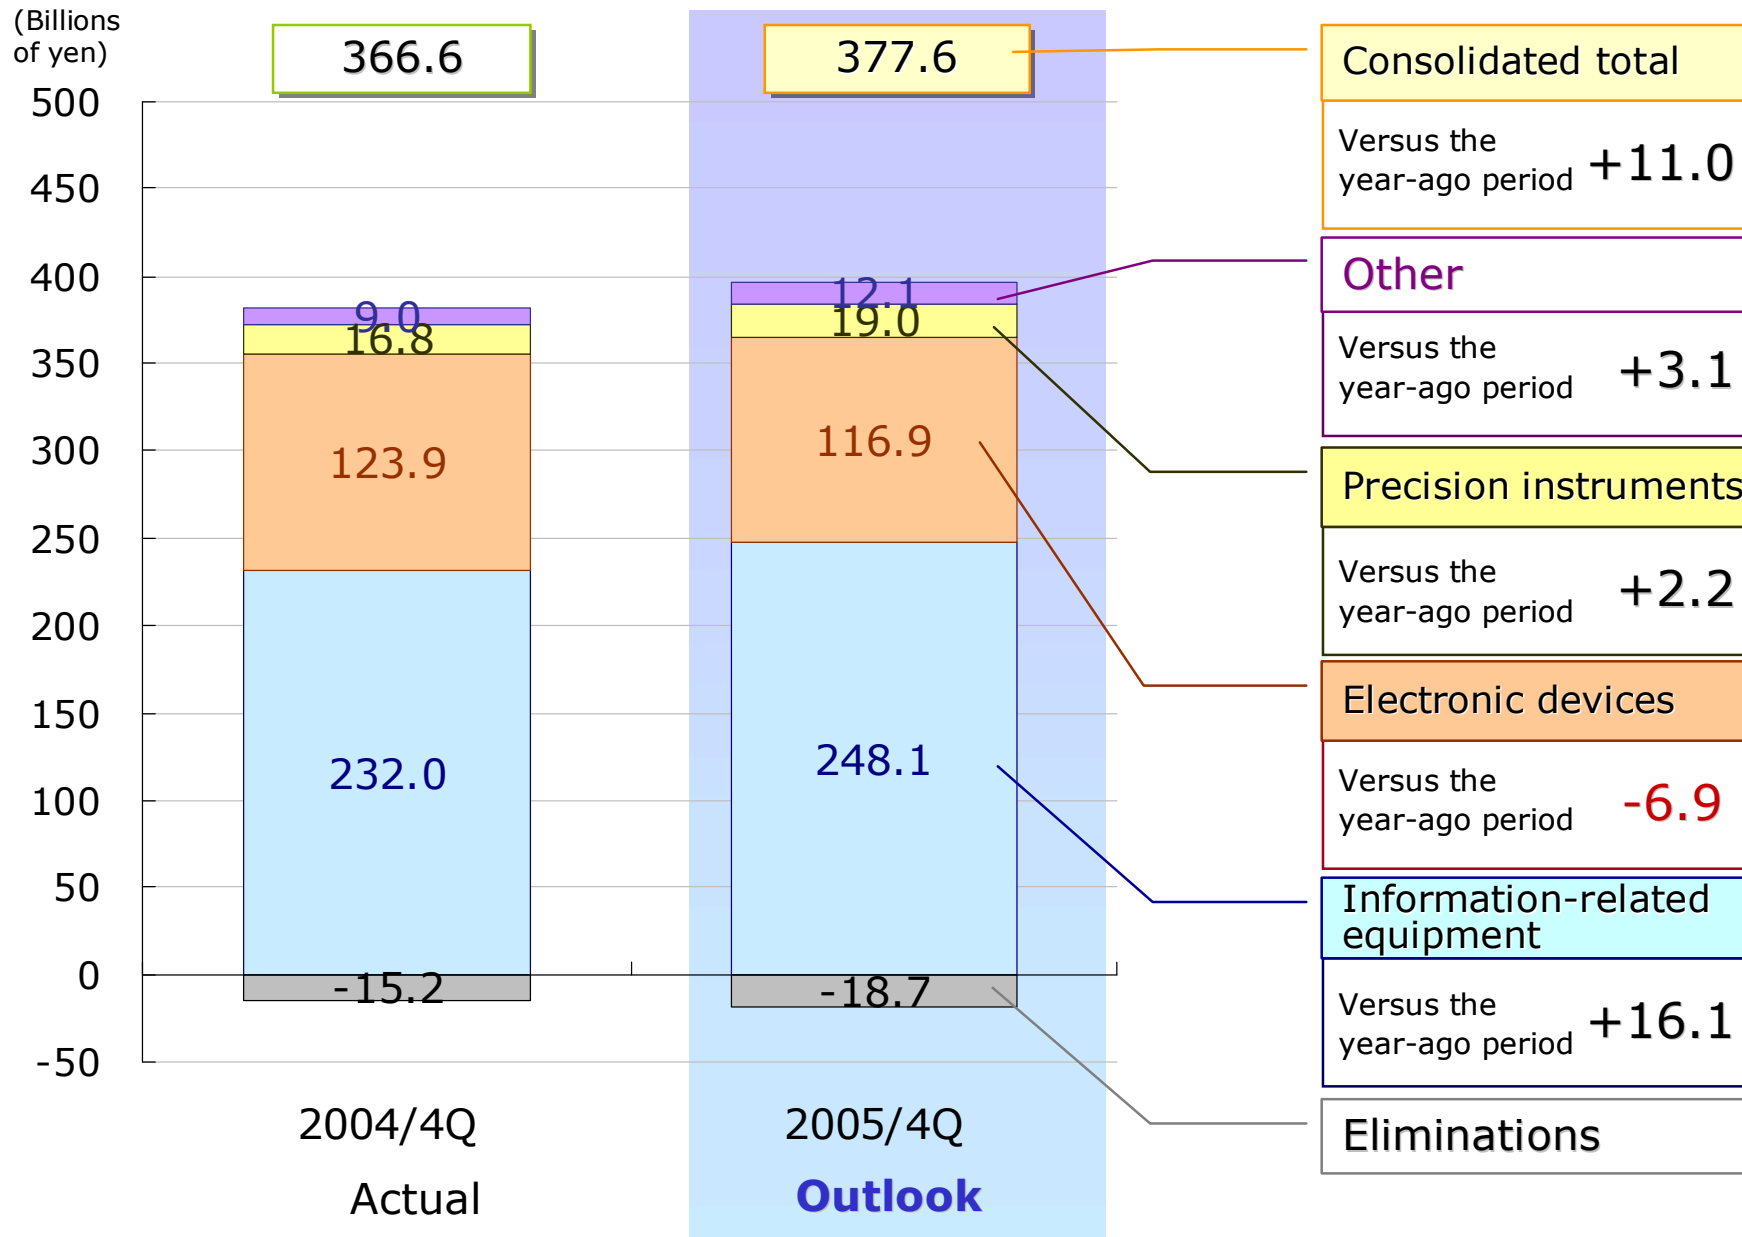 (Billions
of yen)
366.6
377.6
500
450
400
350
300
250
200
150
100
50
0
-50
9.0
16.8
123.9
232.0
-15.2
12.1
19.0
116.9
248.1
-18.7
2004/4Q
2005/4Q
Actual
Outlook
Consolidated total
Versus the
year-ago period +11.0
Other
Versus the
year-ago period +3.1
Precision instruments
Versus the
year-ago period +2.2
Electronic devices
Versus the
year-ago period -6.9
Information-related
equipment
Versus the
year-ago period +16.1
Eliminations